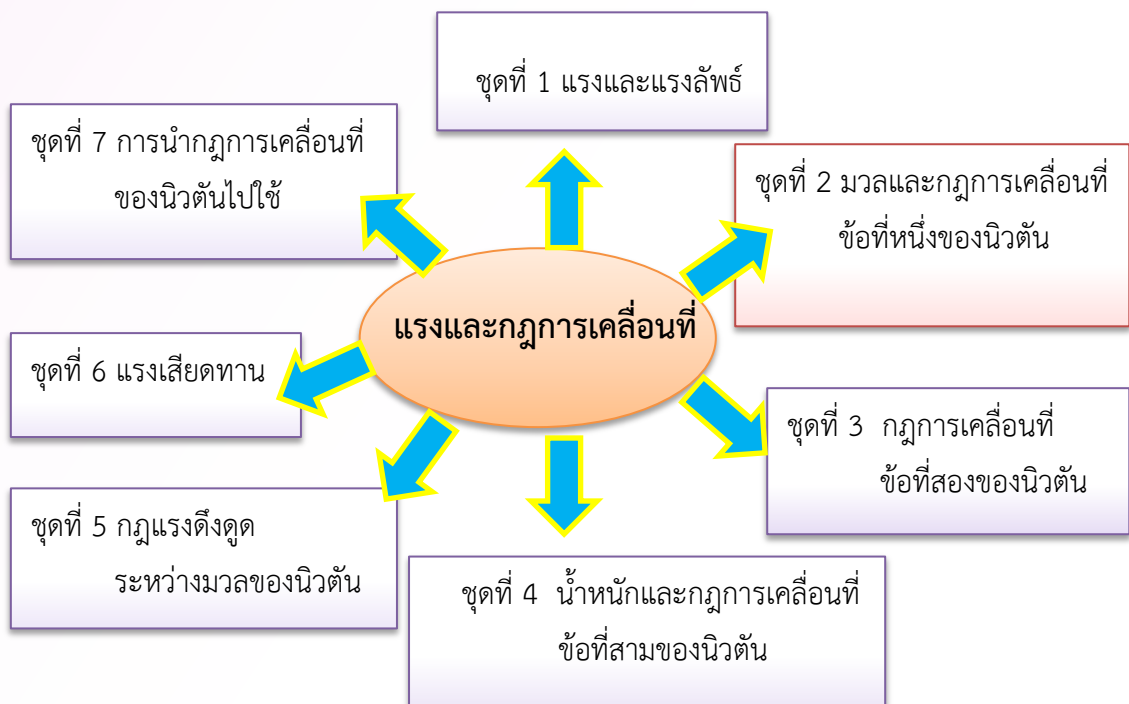 แรงและกฎการเคลื่อนที่
ชุดที่ 1 แรงและแรงลัพธ์
ชุดที่ 2 มวลและกฎการเคลื่อนที่
ข้อที่หนึ่งของนิวตัน
ชุดที่ 3 กฎการเคลื่อนที่
ข้อที่สองของนิวตัน
ชุดที่ 4 น้ำหนักและกฎการเคลื่อนที่
ข้อที่สามของนิวตัน
ชุดที่ 5 กฎแรงดึงดูด
ระหว่างมวลของนิวตัน
ชุดที่ 6 แรงเสียดทาน
ชุดที่ 7 การนำกฎการเคลื่อนที่
ของนิวตันไปใช้